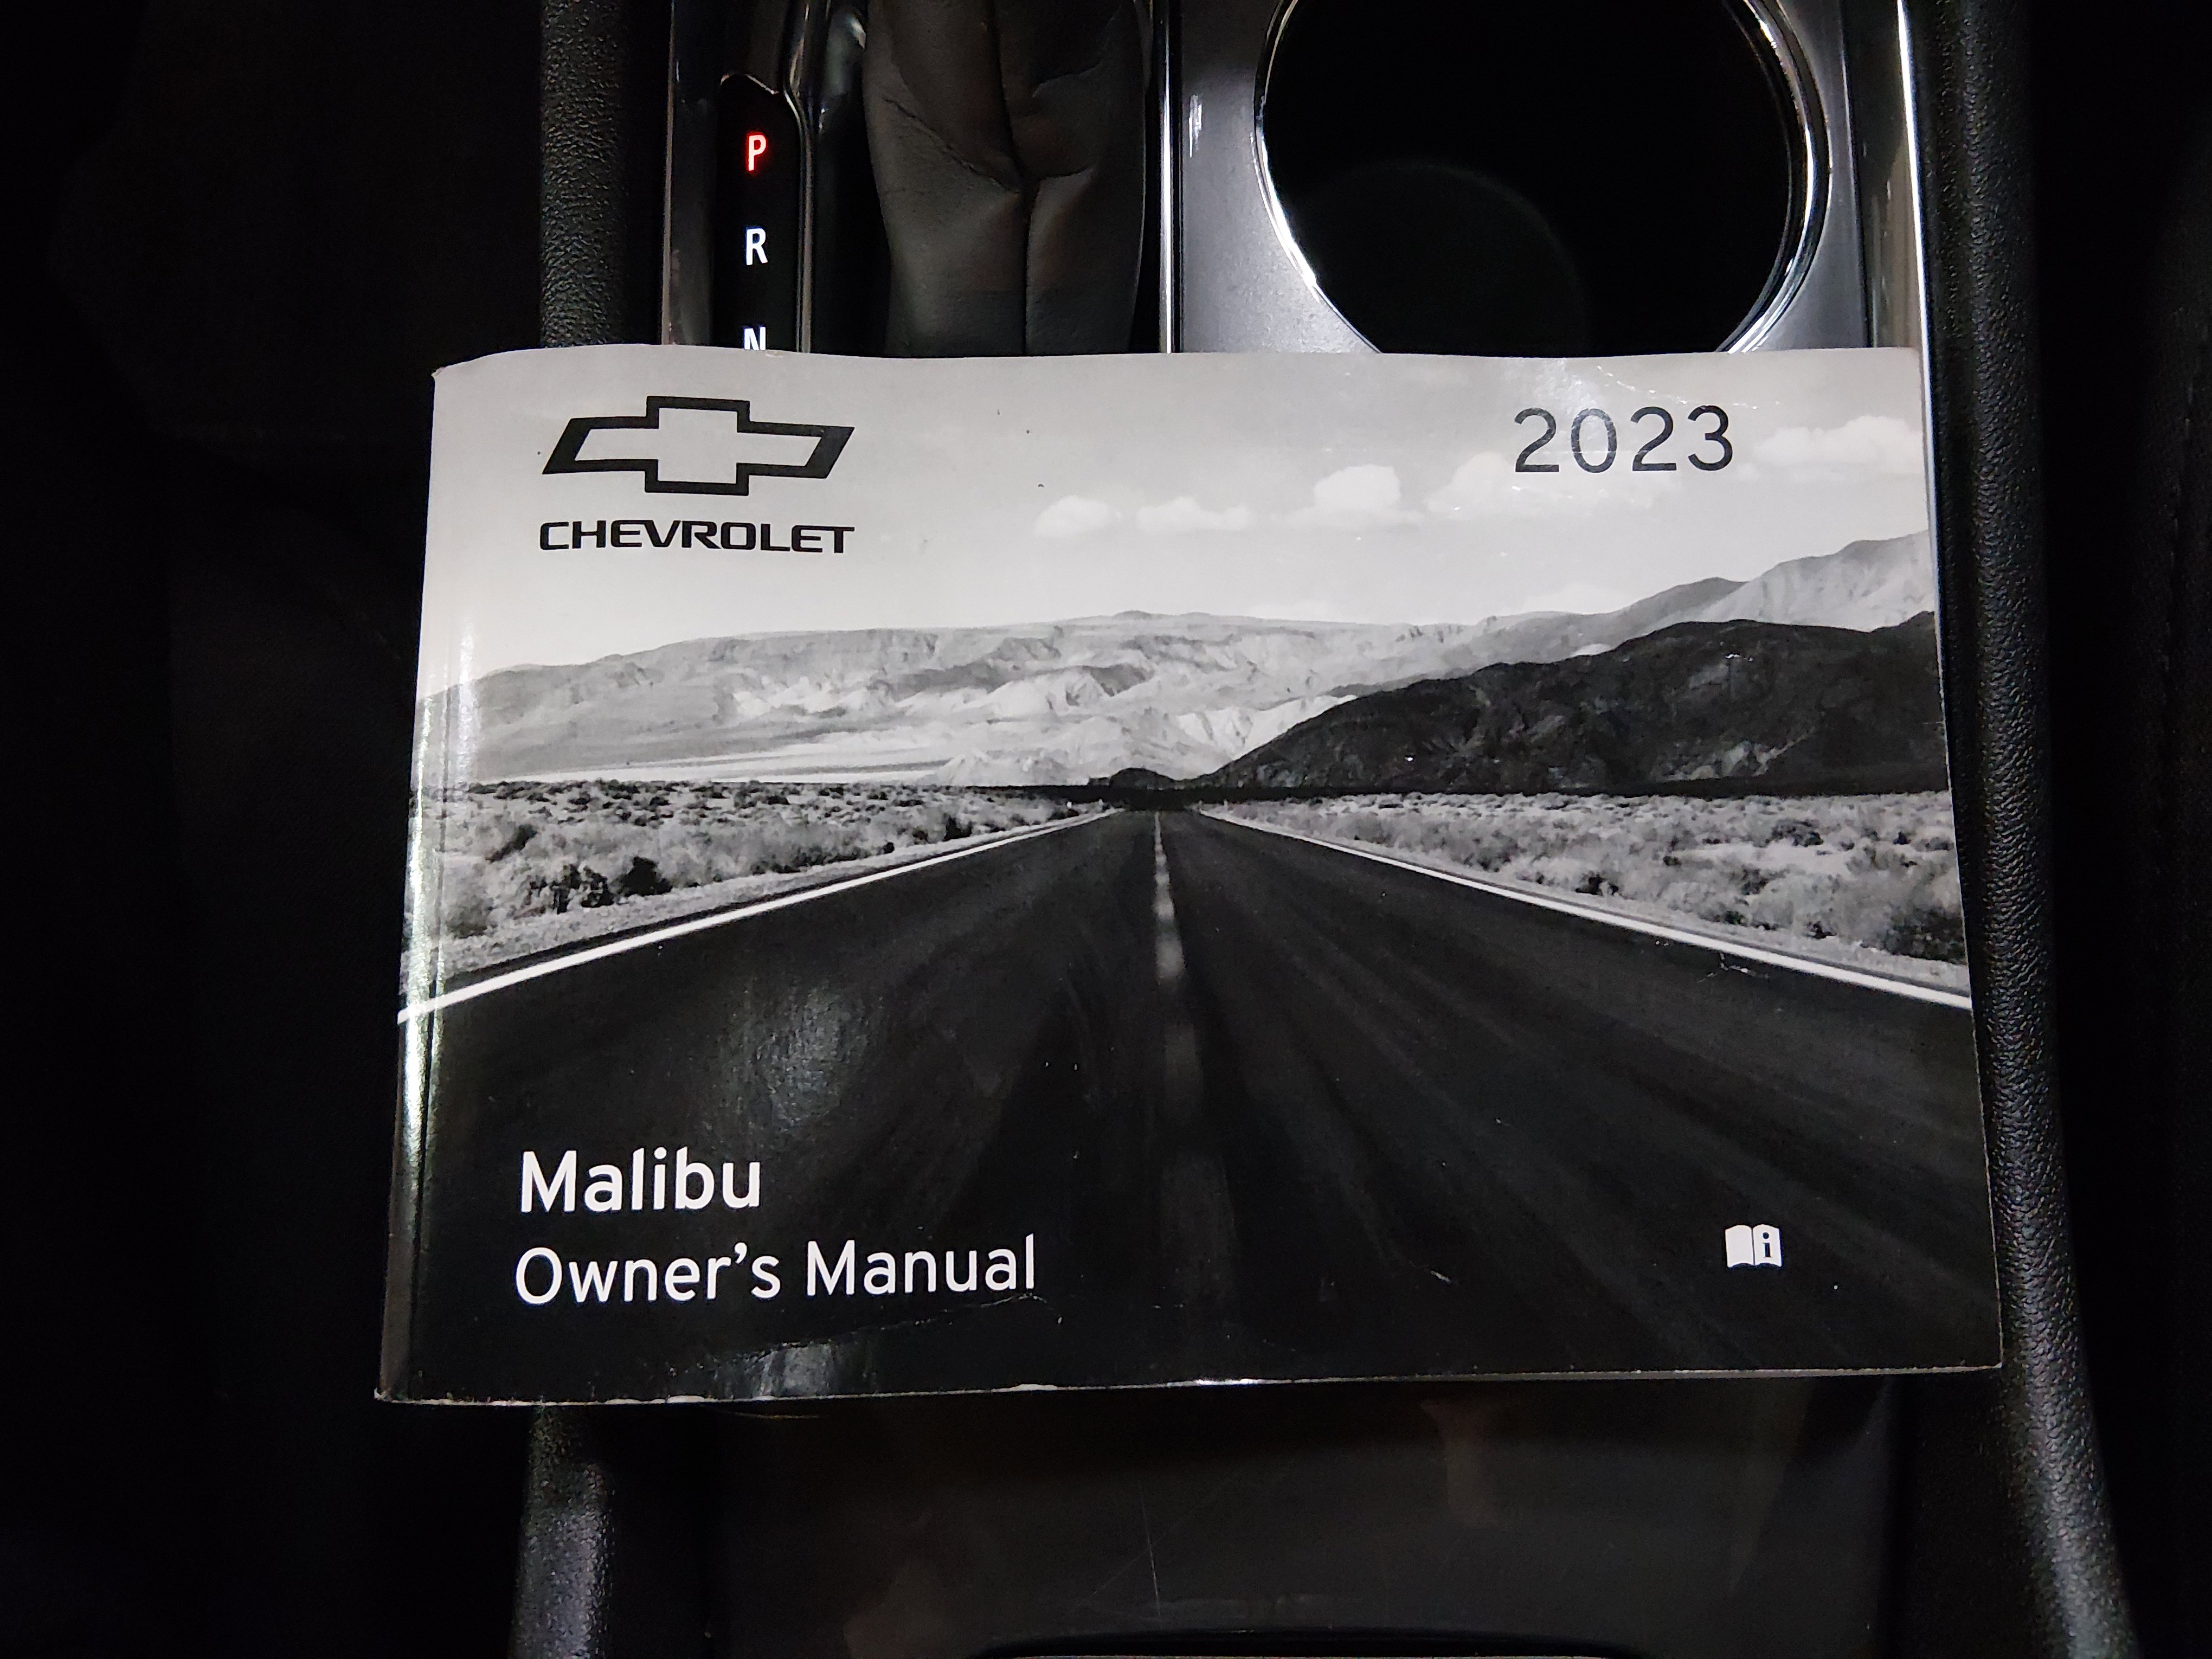 P
R
N
CHEVROLET
2023
Malibu
Owner's Manual
i